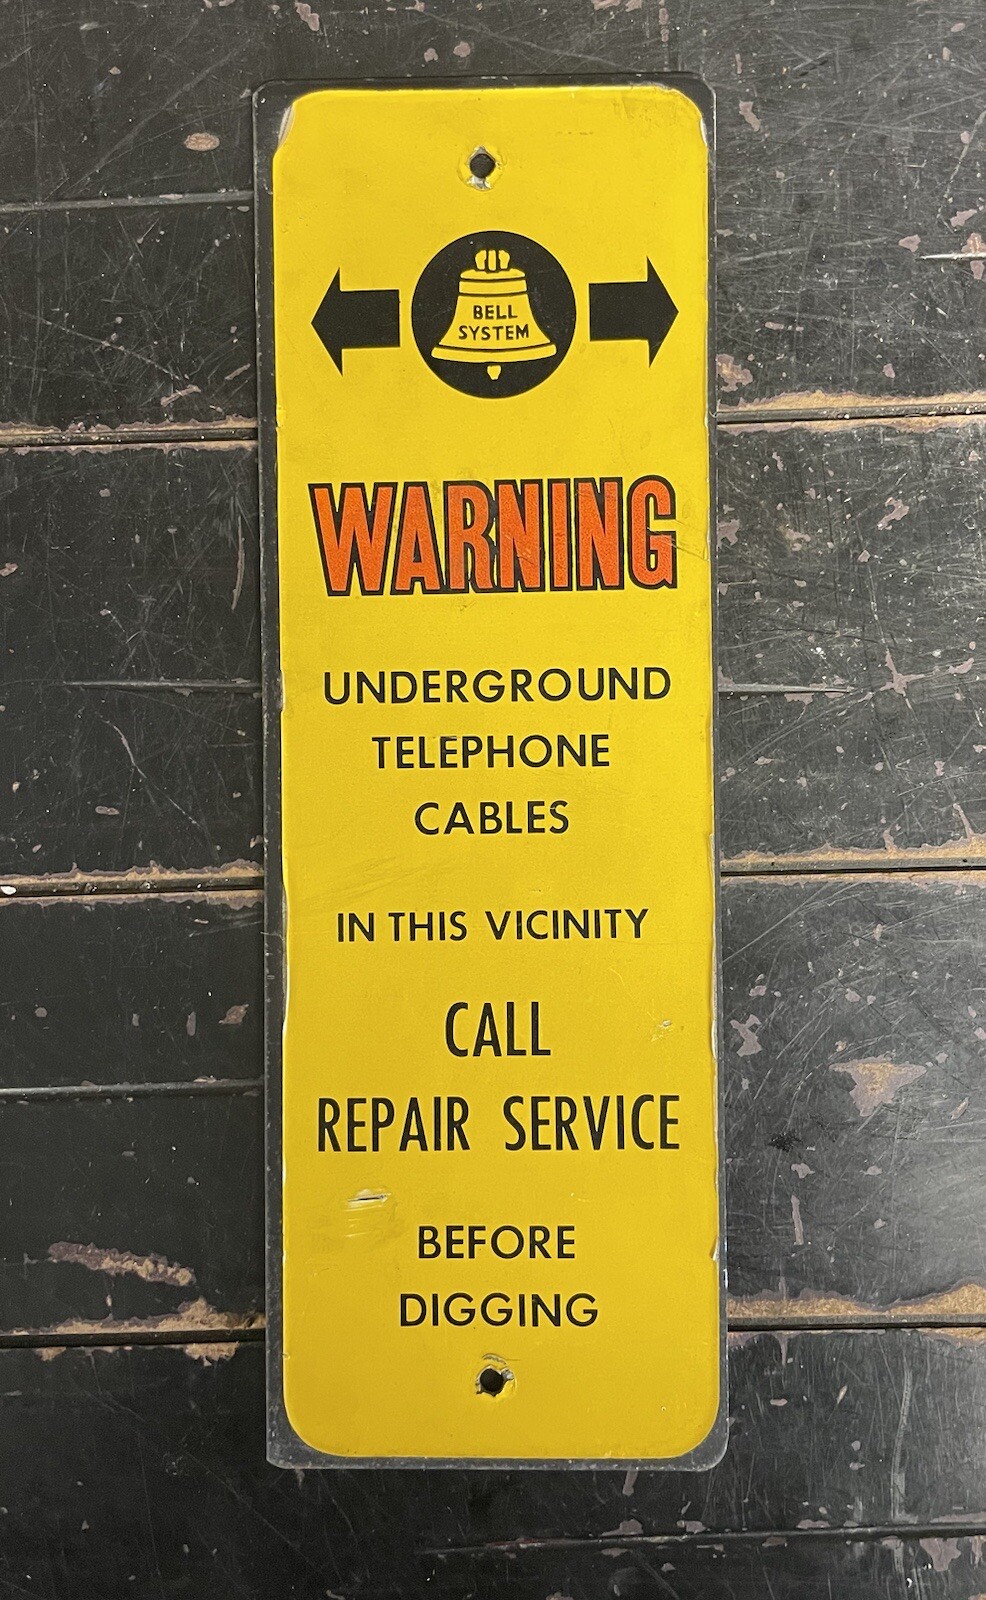 BELL
SYSTEM
WARNING
UNDERGROUND
TELEPHONE
CABLES
IN THIS VICINITY
CALL
REPAIR SERVICE
BEFORE
DIGGING